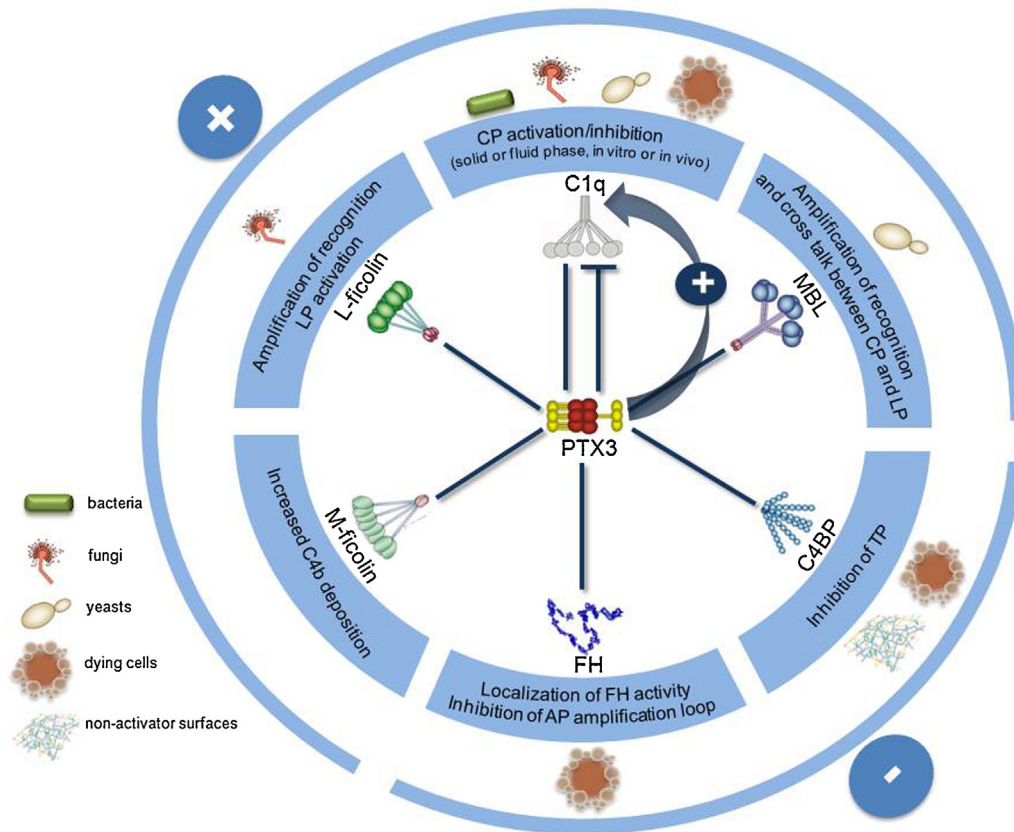 CP activation/inhibition
(solid or fluid phase, in vitro or in vivo)
C1q
+
Amplification of recognition
LP activation
L-ficolin
+
MBL
Amplification of recognition
and cross talk between CP and LP
PTX3
M-ficolin
Increased C4b deposition
C4BP
Inhibition of TP
FH
Localization of FH activity
Inhibition of AP amplification loop
-
bacteria
fungi
yeasts
dying cells
non-activator surfaces